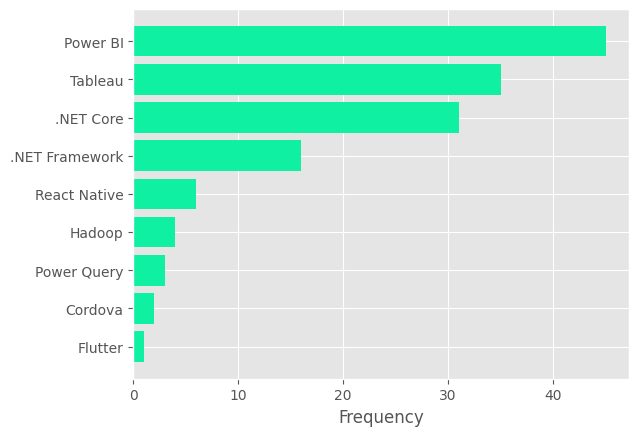 Power BI
Tableau
.NET Core
.NET Framework
React Native
Hadoop
Power Query
Cordova
Flutter
0 10 20 30 40
Frequency